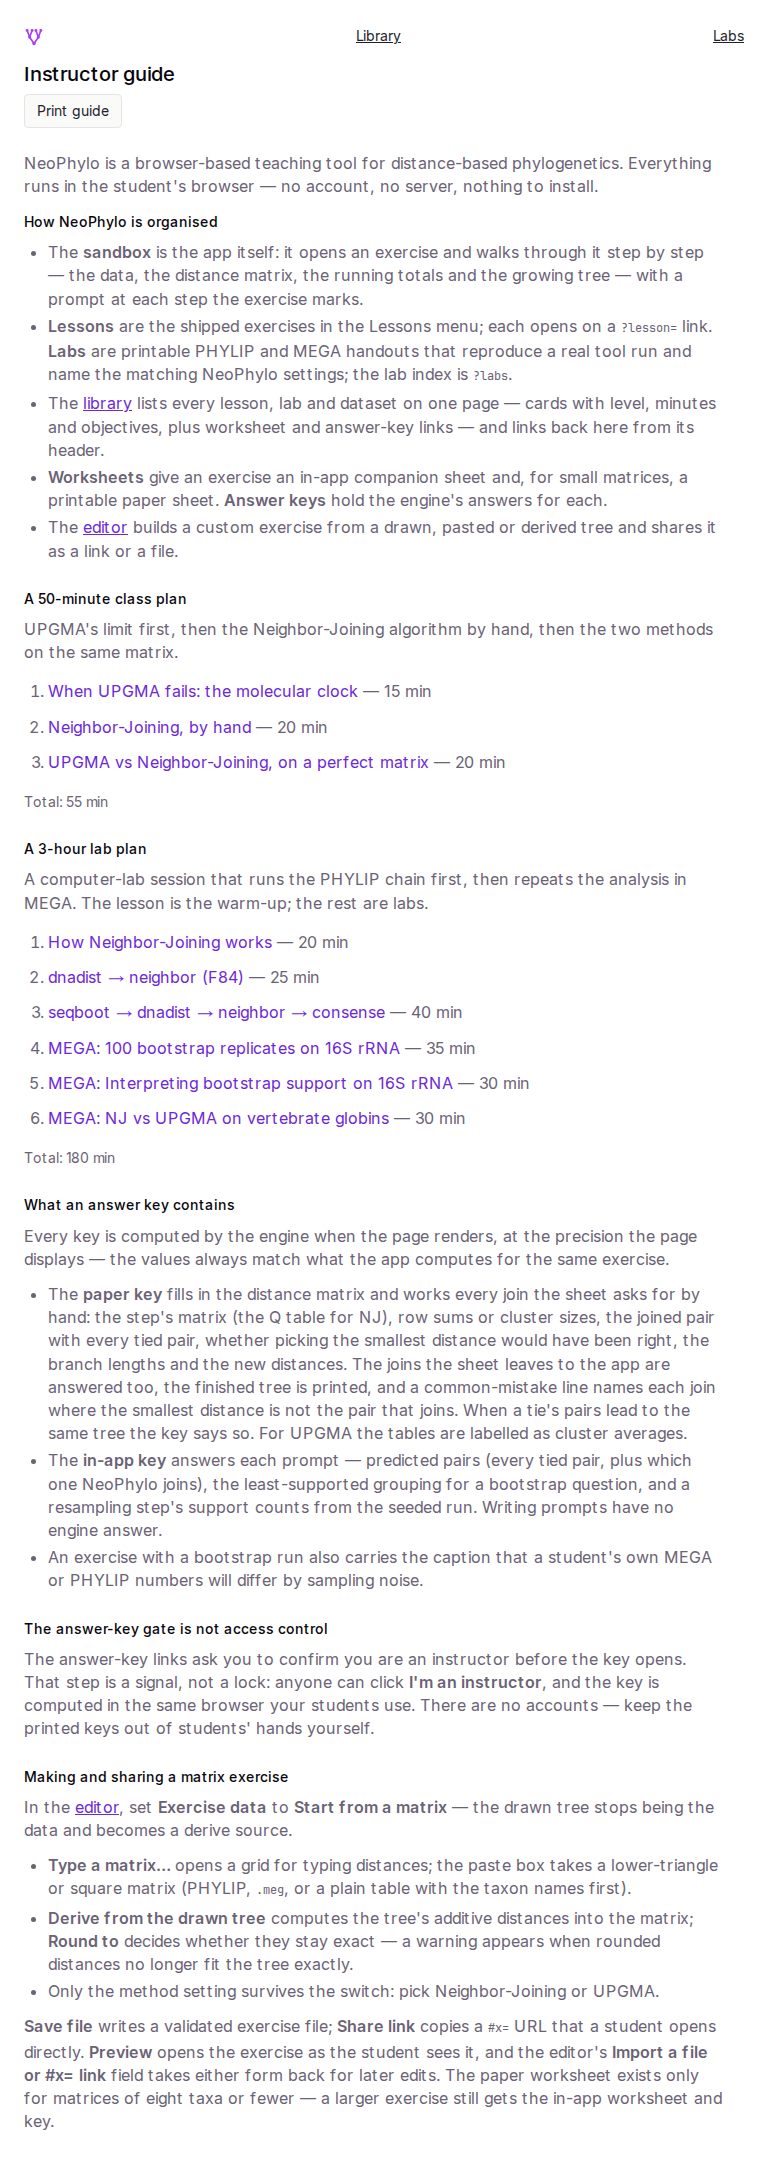 Library
Labs
Instructor guide
Print guide
NeoPhylo is a browser-based teaching tool for distance-based phylogenetics. Everything
runs in the student's browser — no account, no server, nothing to install.
How NeoPhylo is organised
• The sandbox is the app itself: it opens an exercise and walks through it step by step
— the data, the distance matrix, the running totals and the growing tree — with a
prompt at each step the exercise marks.
• Lessons are the shipped exercises in the Lessons menu; each opens on a ?lesson= link.
Labs are printable PHYLIP and MEGA handouts that reproduce a real tool run and
name the matching NeoPhylo settings; the lab index is ?labs.
• The library lists every lesson, lab and dataset on one page — cards with level, minutes
and objectives, plus worksheet and answer-key links — and links back here from its
header.
• Worksheets give an exercise an in-app companion sheet and, for small matrices, a
printable paper sheet. Answer keys hold the engine's answers for each.
• The editor builds a custom exercise from a drawn, pasted or derived tree and shares it
as a link or a file.
A 50-minute class plan
UPGMA's limit first, then the Neighbor-Joining algorithm by hand, then the two methods
on the same matrix.
1. When UPGMA fails: the molecular clock — 15 min
2. Neighbor-Joining, by hand — 20 min
3. UPGMA vs Neighbor-Joining, on a perfect matrix — 20 min
Total: 55 min
A 3-hour lab plan
A computer-lab session that runs the PHYLIP chain first, then repeats the analysis in
MEGA. The lesson is the warm-up; the rest are labs.
1. How Neighbor-Joining works — 20 min
2. dnadist → neighbor (F84) — 25 min
3. seqboot → dnadist → neighbor → consense — 40 min
4. MEGA: 100 bootstrap replicates on 16S rRNA — 35 min
5. MEGA: Interpreting bootstrap support on 16S rRNA — 30 min
6. MEGA: NJ vs UPGMA on vertebrate globins — 30 min
Total: 180 min
What an answer key contains
Every key is computed by the engine when the page renders, at the precision the page
displays — the values always match what the app computes for the same exercise.
• The paper key fills in the distance matrix and works every join the sheet asks for by
hand: the step's matrix (the Q table for NJ), row sums or cluster sizes, the joined pair
with every tied pair, whether picking the smallest distance would have been right, the
branch lengths and the new distances. The joins the sheet leaves to the app are
answered too, the finished tree is printed, and a common-mistake line names each join
where the smallest distance is not the pair that joins. When a tie's pairs lead to the
same tree the key says so. For UPGMA the tables are labelled as cluster averages.
• The in-app key answers each prompt — predicted pairs (every tied pair, plus which
one NeoPhylo joins), the least-supported grouping for a bootstrap question, and a
resampling step's support counts from the seeded run. Writing prompts have no
engine answer.
• An exercise with a bootstrap run also carries the caption that a student's own MEGA
or PHYLIP numbers will differ by sampling noise.
The answer-key gate is not access control
The answer-key links ask you to confirm you are an instructor before the key opens.
That step is a signal, not a lock: anyone can click I'm an instructor, and the key is
computed in the same browser your students use. There are no accounts — keep the
printed keys out of students' hands yourself.
Making and sharing a matrix exercise
In the editor, set Exercise data to Start from a matrix — the drawn tree stops being the
data and becomes a derive source.
• Type a matrix... opens a grid for typing distances; the paste box takes a lower-triangle
or square matrix (PHYLIP, .meg, or a plain table with the taxon names first).
• Derive from the drawn tree computes the tree's additive distances into the matrix;
Round to decides whether they stay exact — a warning appears when rounded
distances no longer fit the tree exactly.
• Only the method setting survives the switch: pick Neighbor-Joining or UPGMA.
Save file writes a validated exercise file; Share link copies a #x= URL that a student opens
directly. Preview opens the exercise as the student sees it, and the editor's Import a file
or #x= link field takes either form back for later edits. The paper worksheet exists only
for matrices of eight taxa or fewer — a larger exercise still gets the in-app worksheet and
key.